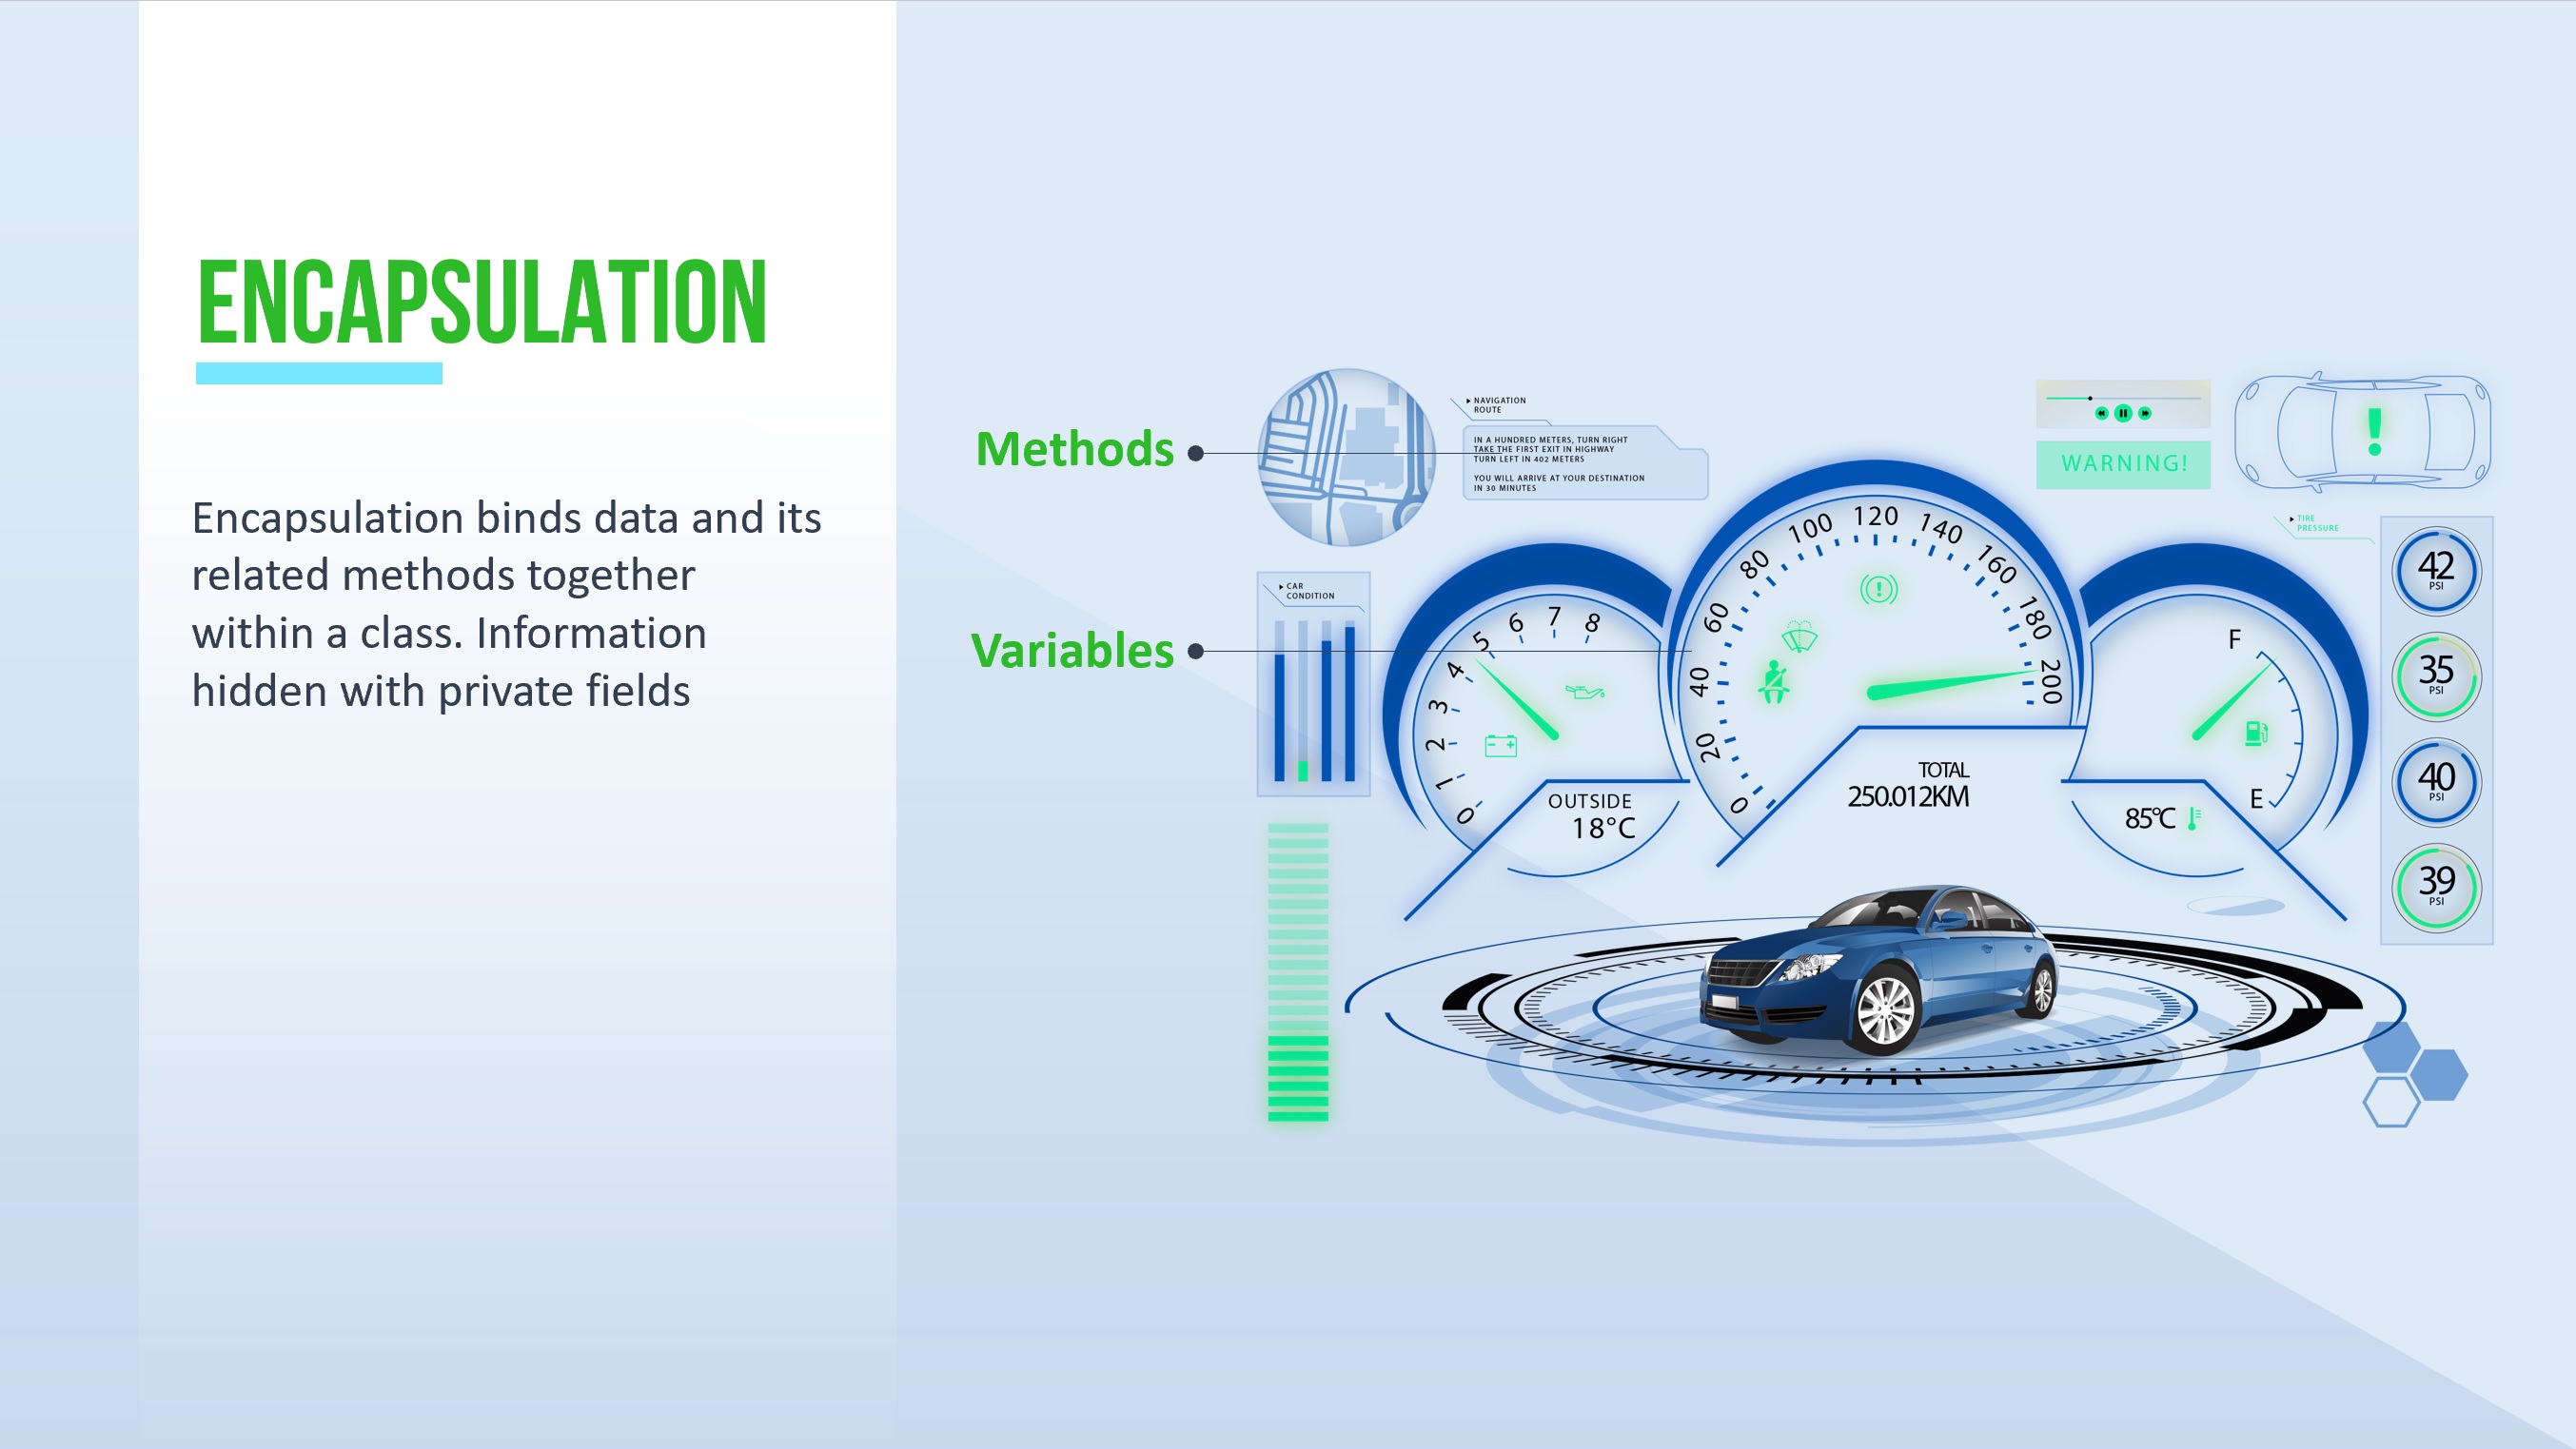 ENCAPSULATION
Encapsulation binds data and its
related methods together
within a class. Information
hidden with private fields
Methods
Variables
NAVIGATION
ROUTE
IN A HUNDRED METERS, TURN RIGHT
TAKE THE FIRST EXIT IN HIGHWAY
TURN LEFT IN 402 METERS
YOU WILL ARRIVE AT YOUR DESTINATION
IN 30 MINUTES
WARNING!
TIRE
PRESSURE
42
PSI
35
PSI
40
PSI
39
PSI
CAR
CONDITION
0 1 2 3 4 5 6 7 8
OUTSIDE
18°C
0 20 40 60 80 100 120 140 160 180 200
TOTAL
250.012KM
F
E
85°C